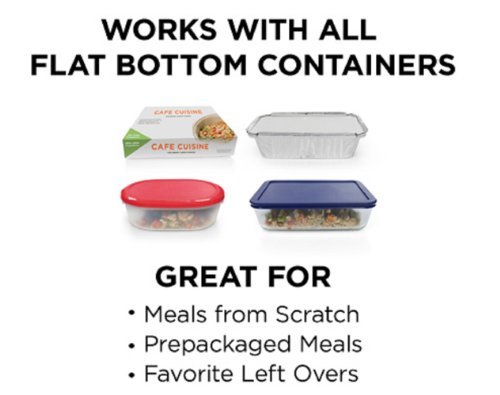 WORKS WITH ALL
FLAT BOTTOM CONTAINERS
CAFE CUISINE
CAFE CUISINE
GREAT FOR
• Meals from Scratch
• Prepackaged Meals
• Favorite Left Overs